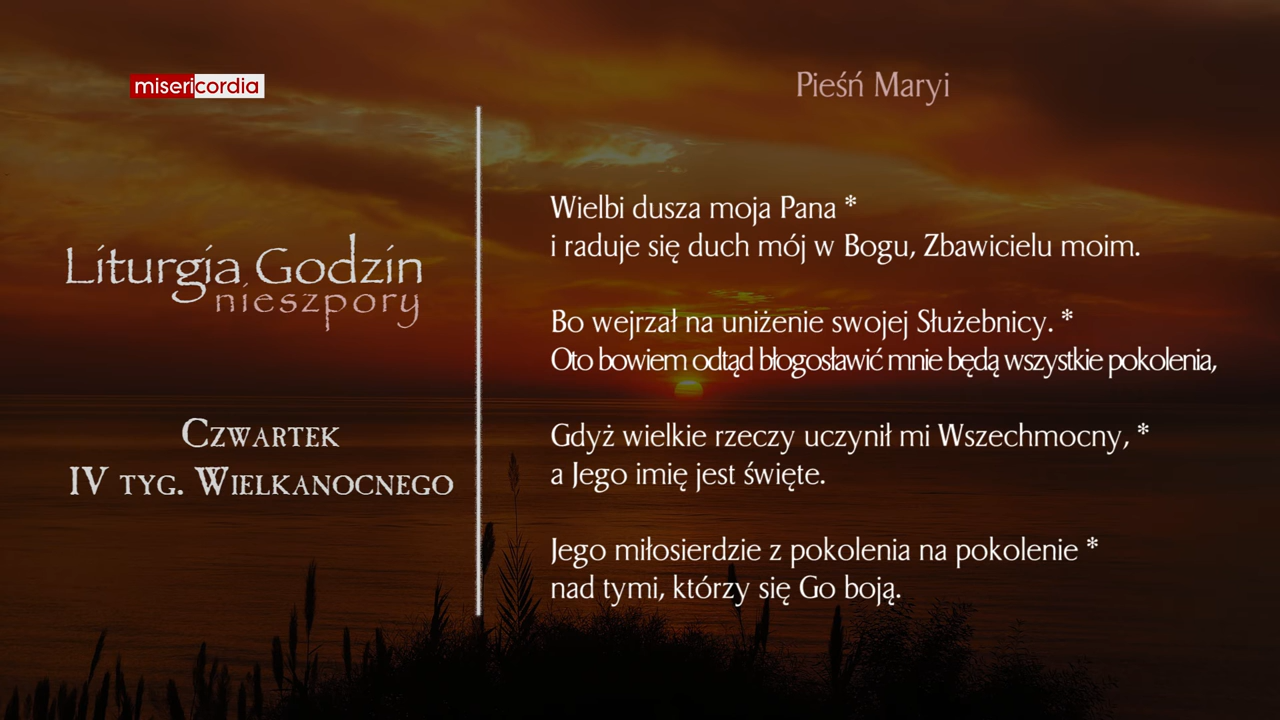 misericordia
Liturgia Godzin
nieszpory
Czwartek
IV tyg. Wielkanocnego
Pieśń Maryi
Wielbi dusza moja Pana *
i raduje się duch mój w Bogu, Zbawicielu moim.
Bo wejrzał na uniżenie swojej Służebnicy. *
Oto bowiem odtąd błogosławić mnie będą wszystkie pokolenia,
Gdyż wielkie rzeczy uczynił mi Wszechmocny, *
a Jego imię jest święte.
Jego miłosierdzie z pokolenia na pokolenie *
nad tymi, którzy się Go boją.